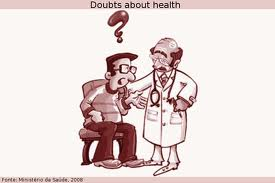 Doubts about health
?
Fonte: Ministério da Saúde, 2008